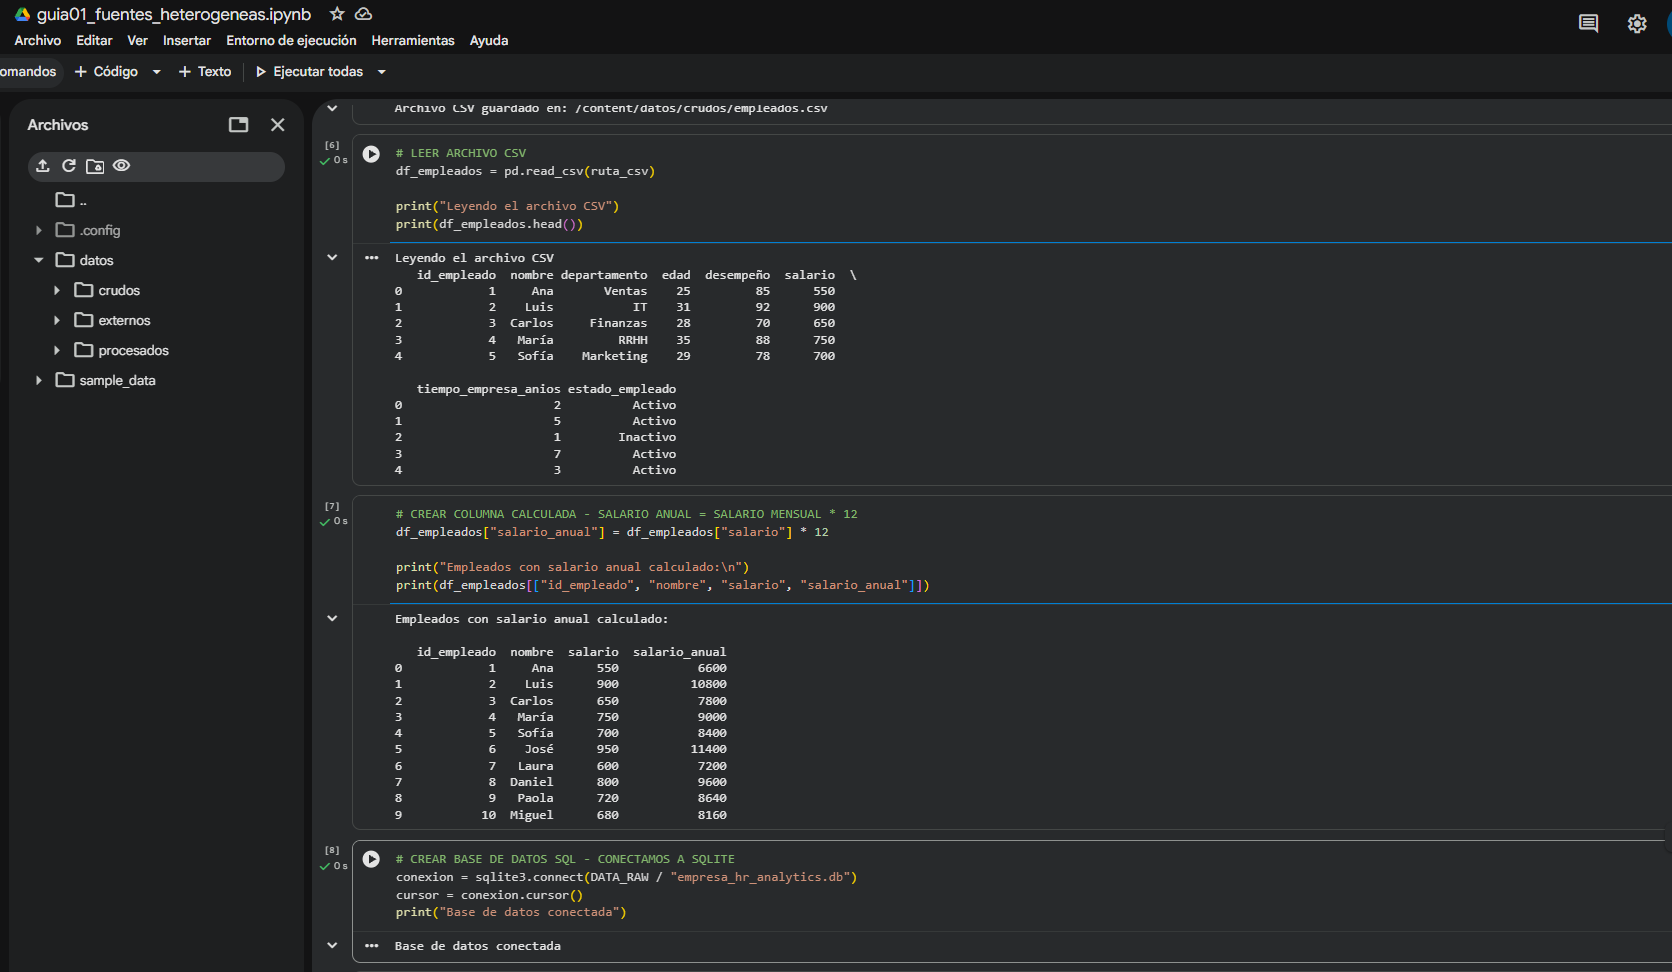 guia01_fuentes_heterogeneas.ipynb
Archivo Editar Ver Insertar Entorno de ejecución Herramientas Ayuda
omandos + Código + Texto Ejecutar todas
Archivos
..
.config
datos
crudos
externos
procesados
sample_data
Archivo CSV guardado en: /content/datos/crudos/empleados.csv
[6]
0 s
# LEER ARCHIVO CSV
df_empleados = pd.read_csv(ruta_csv)
print("Leyendo el archivo CSV")
print(df_empleados.head())
Leyendo el archivo CSV
id_empleado nombre departamento edad desempeño salario \
0 1 Ana Ventas 25 85 550
1 2 Luis IT 31 92 900
2 3 Carlos Finanzas 28 70 650
3 4 María RRHH 35 88 750
4 5 Sofía Marketing 29 78 700
tiempo_empresa_anios estado_empleado
0 2 Activo
1 5 Activo
2 1 Inactivo
3 7 Activo
4 3 Activo
[7]
0 s
# CREAR COLUMNA CALCULADA - SALARIO ANUAL = SALARIO MENSUAL * 12
df_empleados["salario_anual"] = df_empleados["salario"] * 12
print("Empleados con salario anual calculado:\n")
print(df_empleados[["id_empleado", "nombre", "salario", "salario_anual"]])
Empleados con salario anual calculado:
id_empleado nombre salario salario_anual
0 1 Ana 550 6600
1 2 Luis 900 10800
2 3 Carlos 650 7800
3 4 María 750 9000
4 5 Sofía 700 8400
5 6 José 950 11400
6 7 Laura 600 7200
7 8 Daniel 800 9600
8 9 Paola 720 8640
9 10 Miguel 680 8160
[8]
0 s
# CREAR BASE DE DATOS SQL - CONECTAMOS A SQLITE
conexion = sqlite3.connect(DATA_RAW / "empresa_hr_analytics.db")
cursor = conexion.cursor()
print("Base de datos conectada")
Base de datos conectada